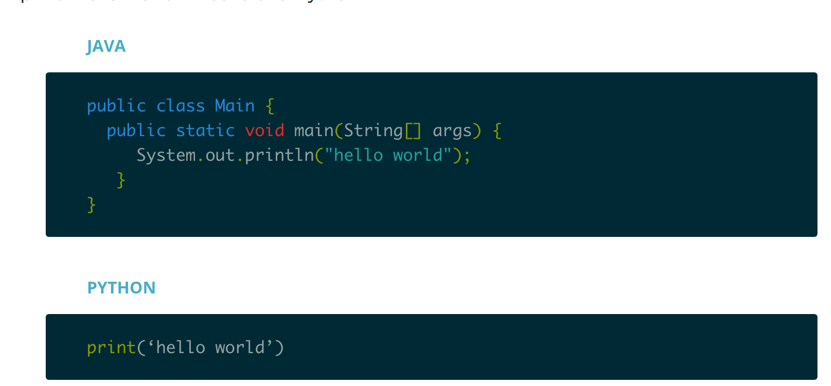 JAVA
public class Main {
  public static void main(String[] args) {
     System.out.println("hello world");
   }
}
PYTHON
print(‘hello world’)